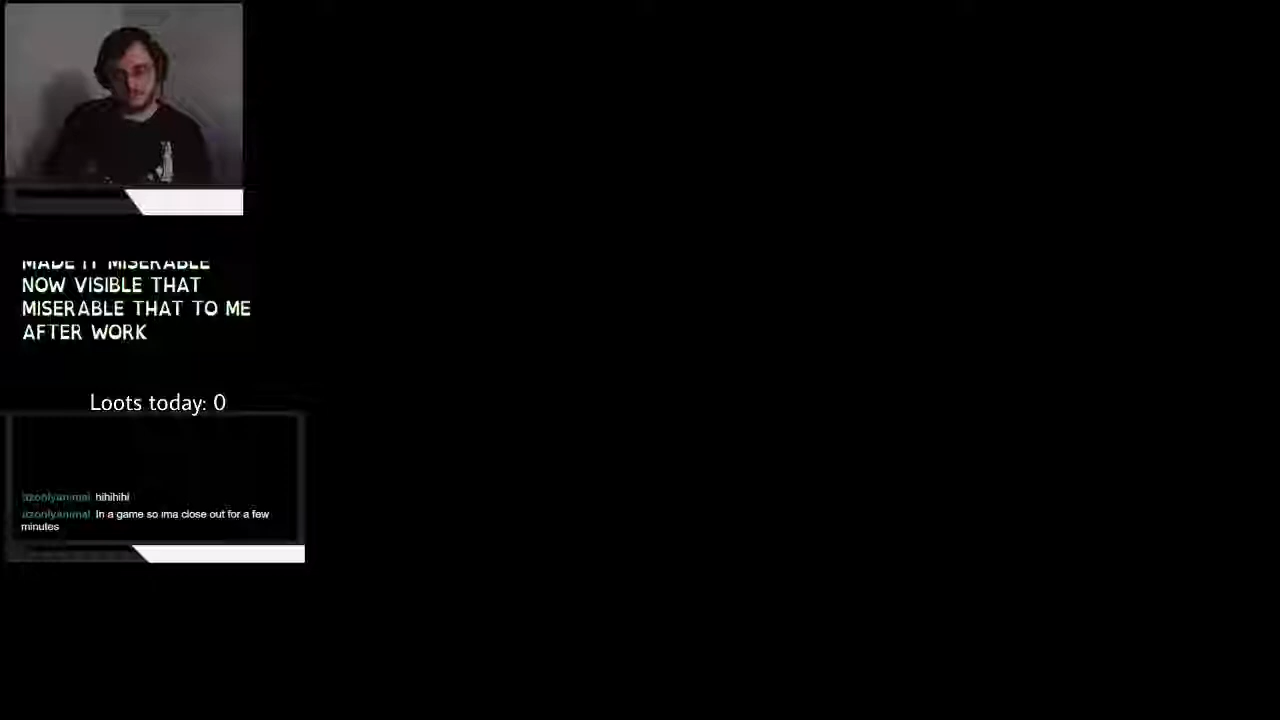 MADE IT MISERABLE
NOW VISIBLE THAT
MISERABLE THAT TO ME
AFTER WORK
Loots today: 0
hihihihi
In a game so ima close out for a few
minutes